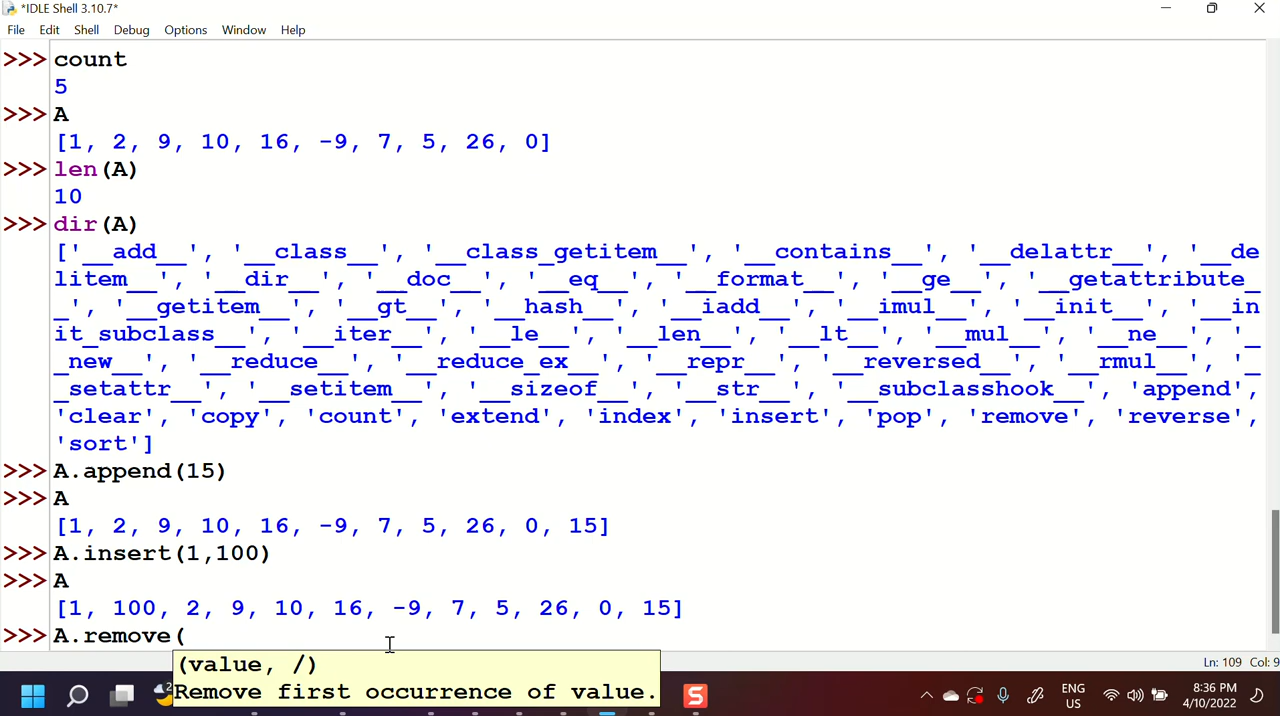 *IDLE Shell 3.10.7*
File Edit Shell Debug Options Window Help
>>> count
5
>>> A
[1, 2, 9, 10, 16, -9, 7, 5, 26, 0]
>>> len(A)
10
>>> dir(A)
['__add__', '__class__', '__class_getitem__', '__contains__', '__delattr__', '__de
litem__', '__dir__', '__doc__', '__eq__', '__format__', '__ge__', '__getattribute_
_', '__getitem__', '__gt__', '__hash__', '__iadd__', '__imul__', '__init__', '__in
it_subclass__', '__iter__', '__le__', '__len__', '__lt__', '__mul__', '__ne__', '_
_new__', '__reduce__', '__reduce_ex__', '__repr__', '__reversed__', '__rmul__', '_
_setattr__', '__setitem__', '__sizeof__', '__str__', '__subclasshook__', 'append',
'clear', 'copy', 'count', 'extend', 'index', 'insert', 'pop', 'remove', 'reverse',
'sort']
>>> A.append(15)
>>> A
[1, 2, 9, 10, 16, -9, 7, 5, 26, 0, 15]
>>> A.insert(1,100)
>>> A
[1, 100, 2, 9, 10, 16, -9, 7, 5, 26, 0, 15]
>>> A.remove(
(value, /)
Remove first occurrence of value.
Ln: 109 Col: 9
2
S
ENG
US
8:36 PM
4/10/2022